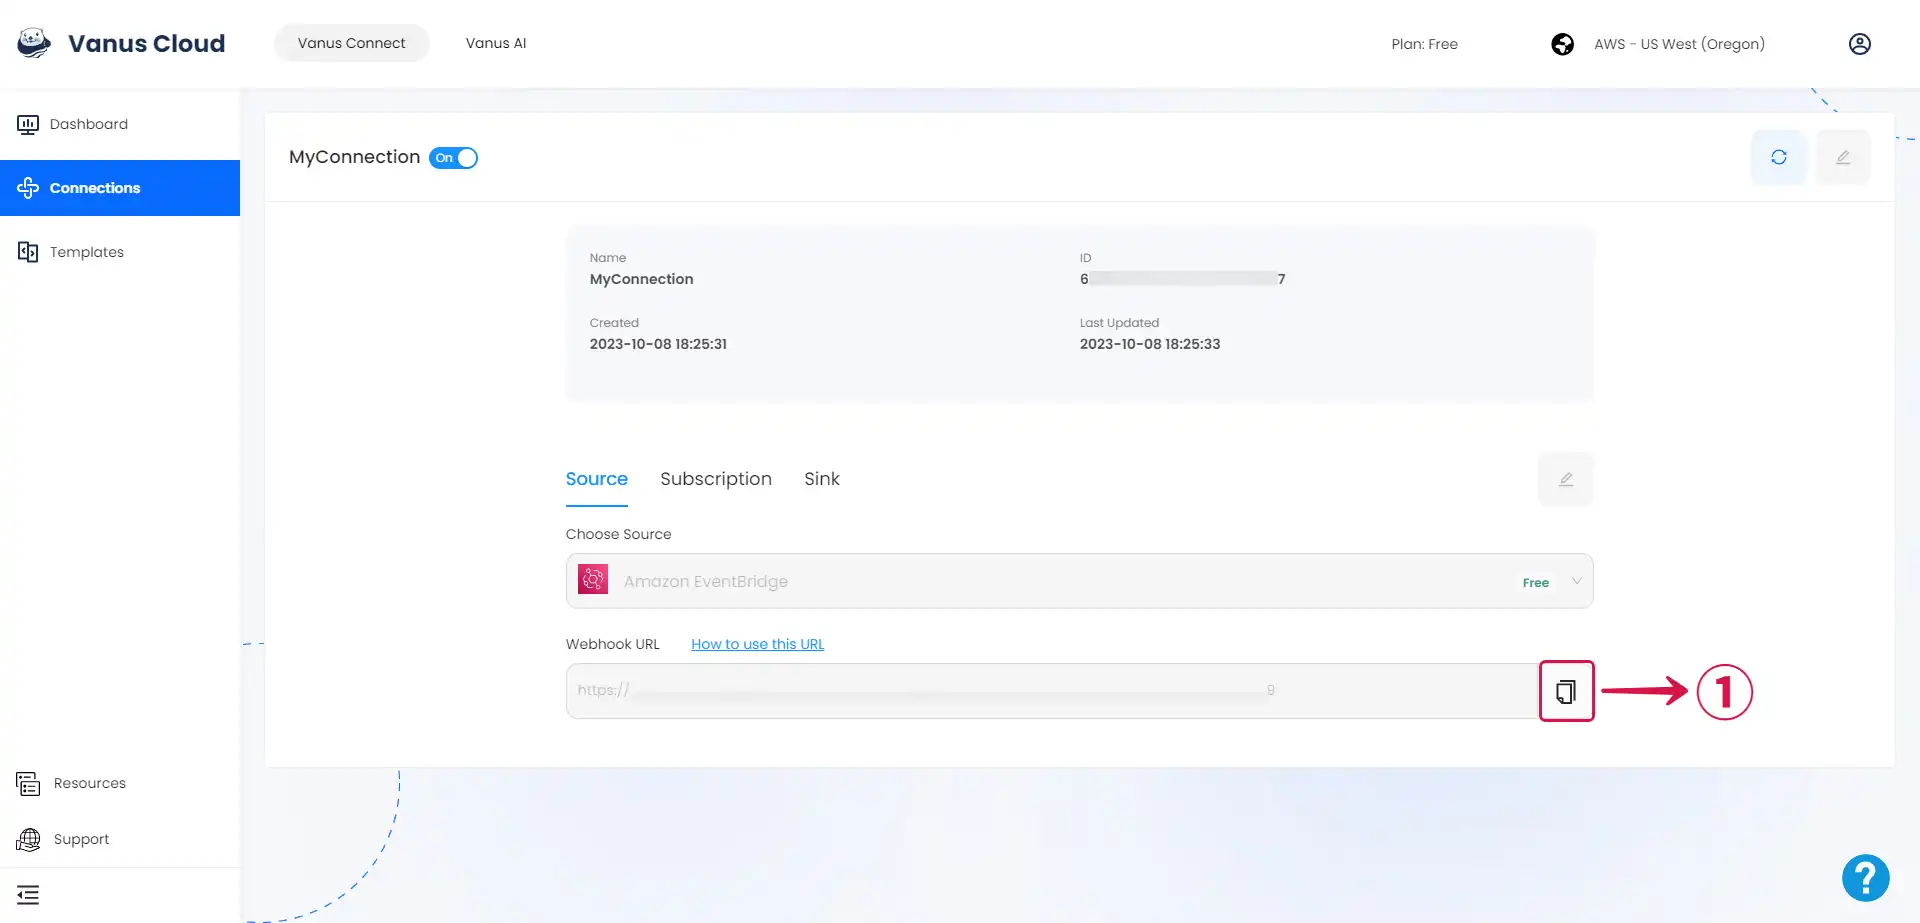 Vanus Cloud
Vanus Connect
Vanus AI
Plan: Free
AWS - US West (Oregon)
Dashboard
Connections
Templates
Resources
Support
MyConnection
On
Name
MyConnection
ID
6 7
Created
2023-10-08 18:25:31
Last Updated
2023-10-08 18:25:33
Source
Subscription
Sink
Choose Source
Amazon EventBridge
Free
Webhook URL
How to use this URL
https:// 9
1
?